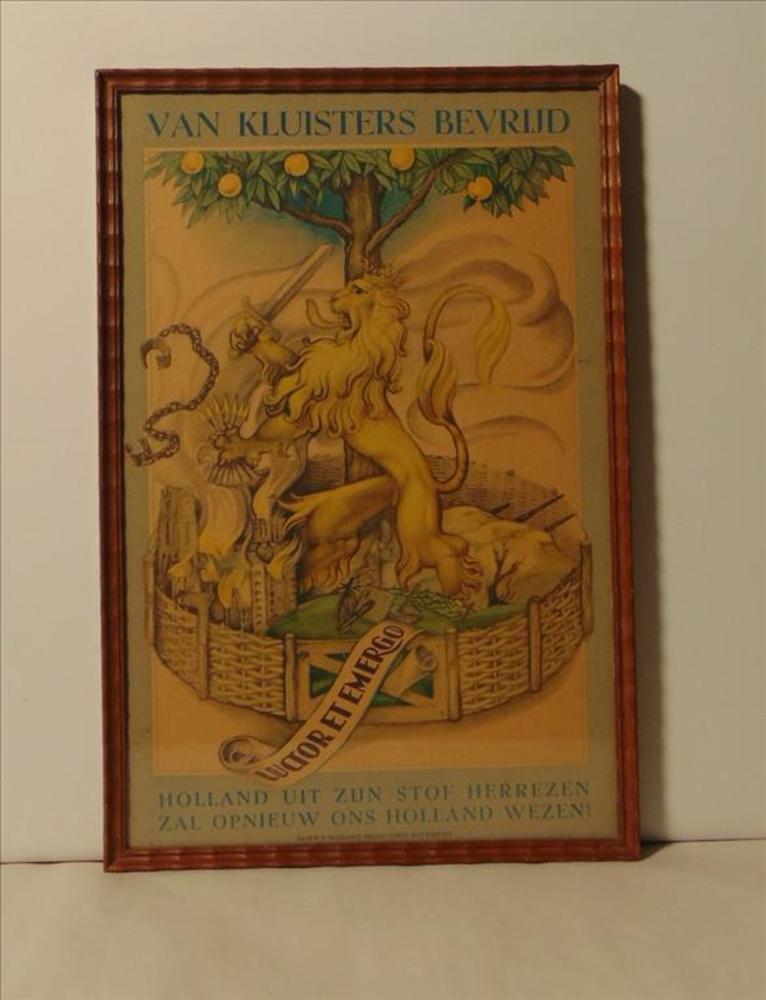 VAN KLUISTERS BEVRIJD
LUCTOR ET EMERGO
HOLLAND UIT ZIJN STOF HERREZEN
ZAL OPNIEUW ONS HOLLAND WEZEN!